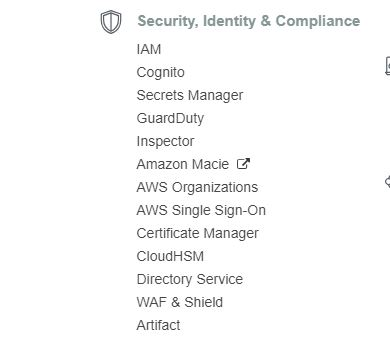 Security, Identity & Compliance
IAM
Cognito
Secrets Manager
GuardDuty
Inspector
Amazon Macie
AWS Organizations
AWS Single Sign-On
Certificate Manager
CloudHSM
Directory Service
WAF & Shield
Artifact